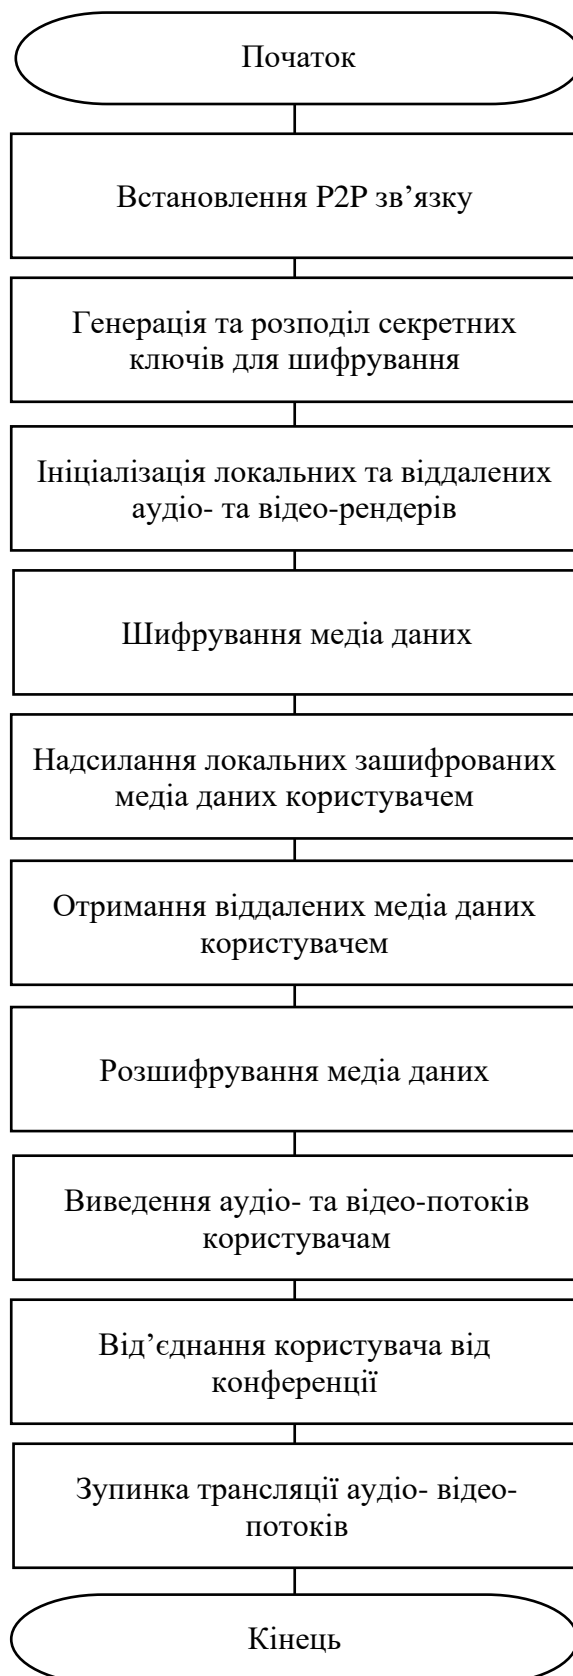 Початок
Встановлення P2P зв’язку
Генерація та розподіл секретних
ключів для шифрування
Ініціалізація локальних та віддалених
аудіо- та відео-рендерів
Шифрування медіа даних
Надсилання локальних зашифрованих
медіа даних користувачем
Отримання віддалених медіа даних
користувачем
Розшифрування медіа даних
Виведення аудіо- та відео-потоків
користувачам
Від’єднання користувача від
конференції
Зупинка трансляції аудіо- відео-
потоків
Кінець